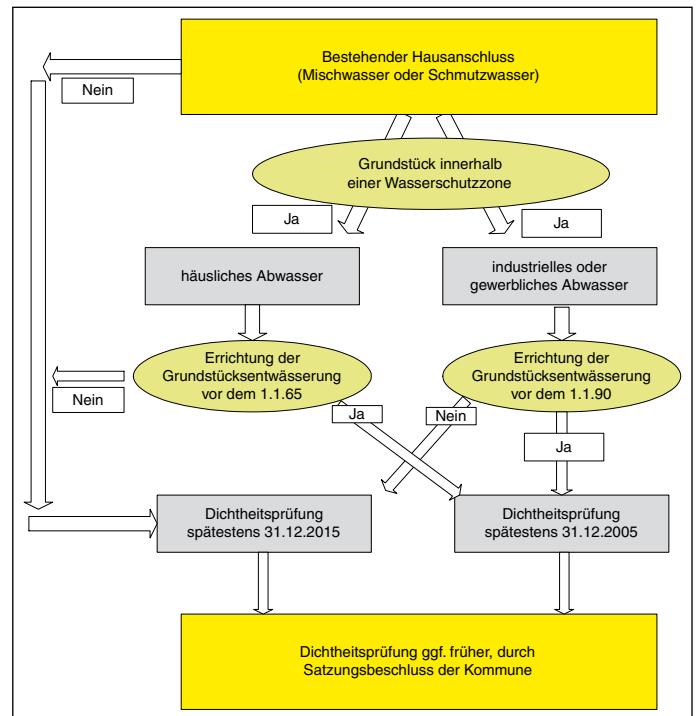 Bestehender Hausanschluss
(Mischwasser oder Schmutzwasser)
Nein
Grundstück innerhalb
einer Wasserschutzzone
Ja
Ja
häusliches Abwasser
industrielles oder
gewerbliches Abwasser
Errichtung der
Grundstücksentwässerung
vor dem 1.1.65
Errichtung der
Grundstücksentwässerung
vor dem 1.1.90
Nein
Ja
Nein
Ja
Dichtheitsprüfung
spätestens 31.12.2015
Dichtheitsprüfung
spätestens 31.12.2005
Dichtheitsprüfung ggf. früher, durch
Satzungsbeschluss der Kommune